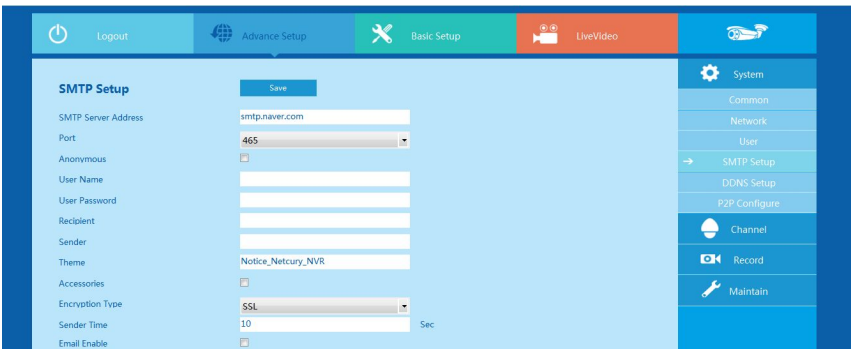 Logout
Advance Setup
Basic Setup
LiveVideo
SMTP Setup
Save
SMTP Server Address
smtp.naver.com
Port
465
Anonymous
User Name
User Password
Recipient
Sender
Theme
Notice_Netcury_NVR
Accessories
Encryption Type
SSL
Sender Time
10
Sec
Email Enable
System
Common
Network
User
SMTP Setup
DDNS Setup
P2P Configure
Channel
Record
Maintain